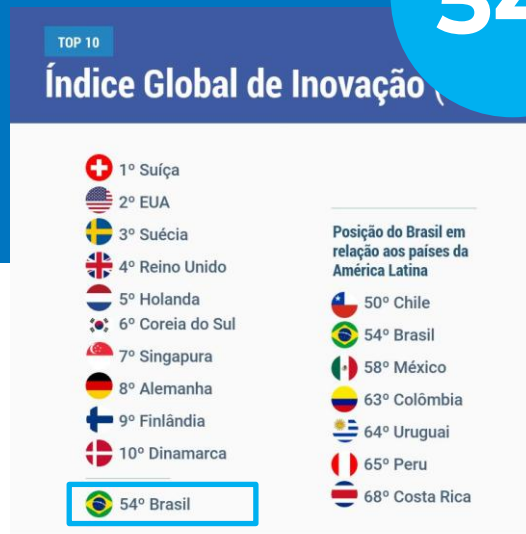 54
TOP 10
Índice Global de Inovação (
1º Suíça
2º EUA
3º Suécia
4º Reino Unido
5º Holanda
6º Coreia do Sul
7º Singapura
8º Alemanha
9º Finlândia
10º Dinamarca
54º Brasil
Posição do Brasil em
relação aos países da
América Latina
50º Chile
54º Brasil
58º México
63º Colômbia
64º Uruguai
65º Peru
68º Costa Rica